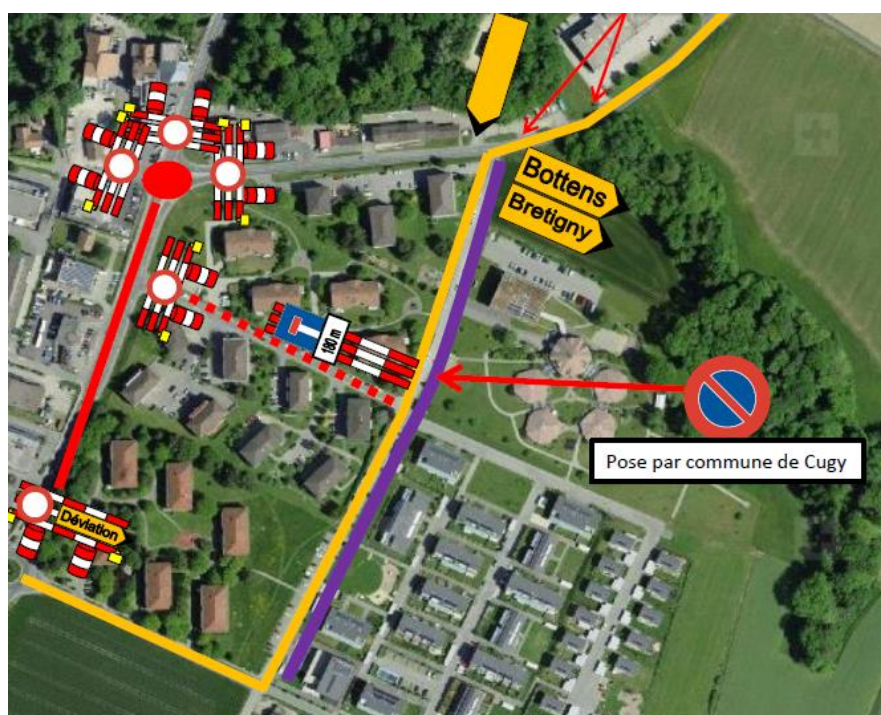 Bottens
Bretigny
180 m
Pose par commune de Cugy
Déviation